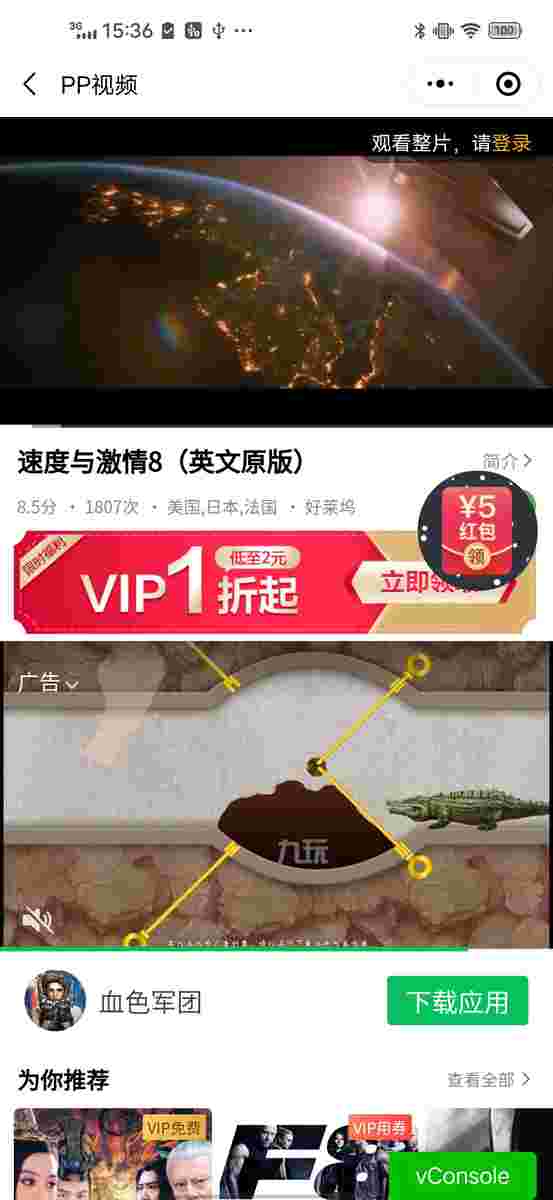 3G 15:36 100
PP视频
观看整片，请登录
速度与激情8（英文原版）
简介
8.5分 · 1807次 · 美国,日本,法国 · 好莱坞
¥5
红包
领
限时福利
VIP1折起
低至2元
立即领
广告
九玩
血色军团
下载应用
为你推荐
查看全部
VIP免费
VIP用券
F8
vConsole